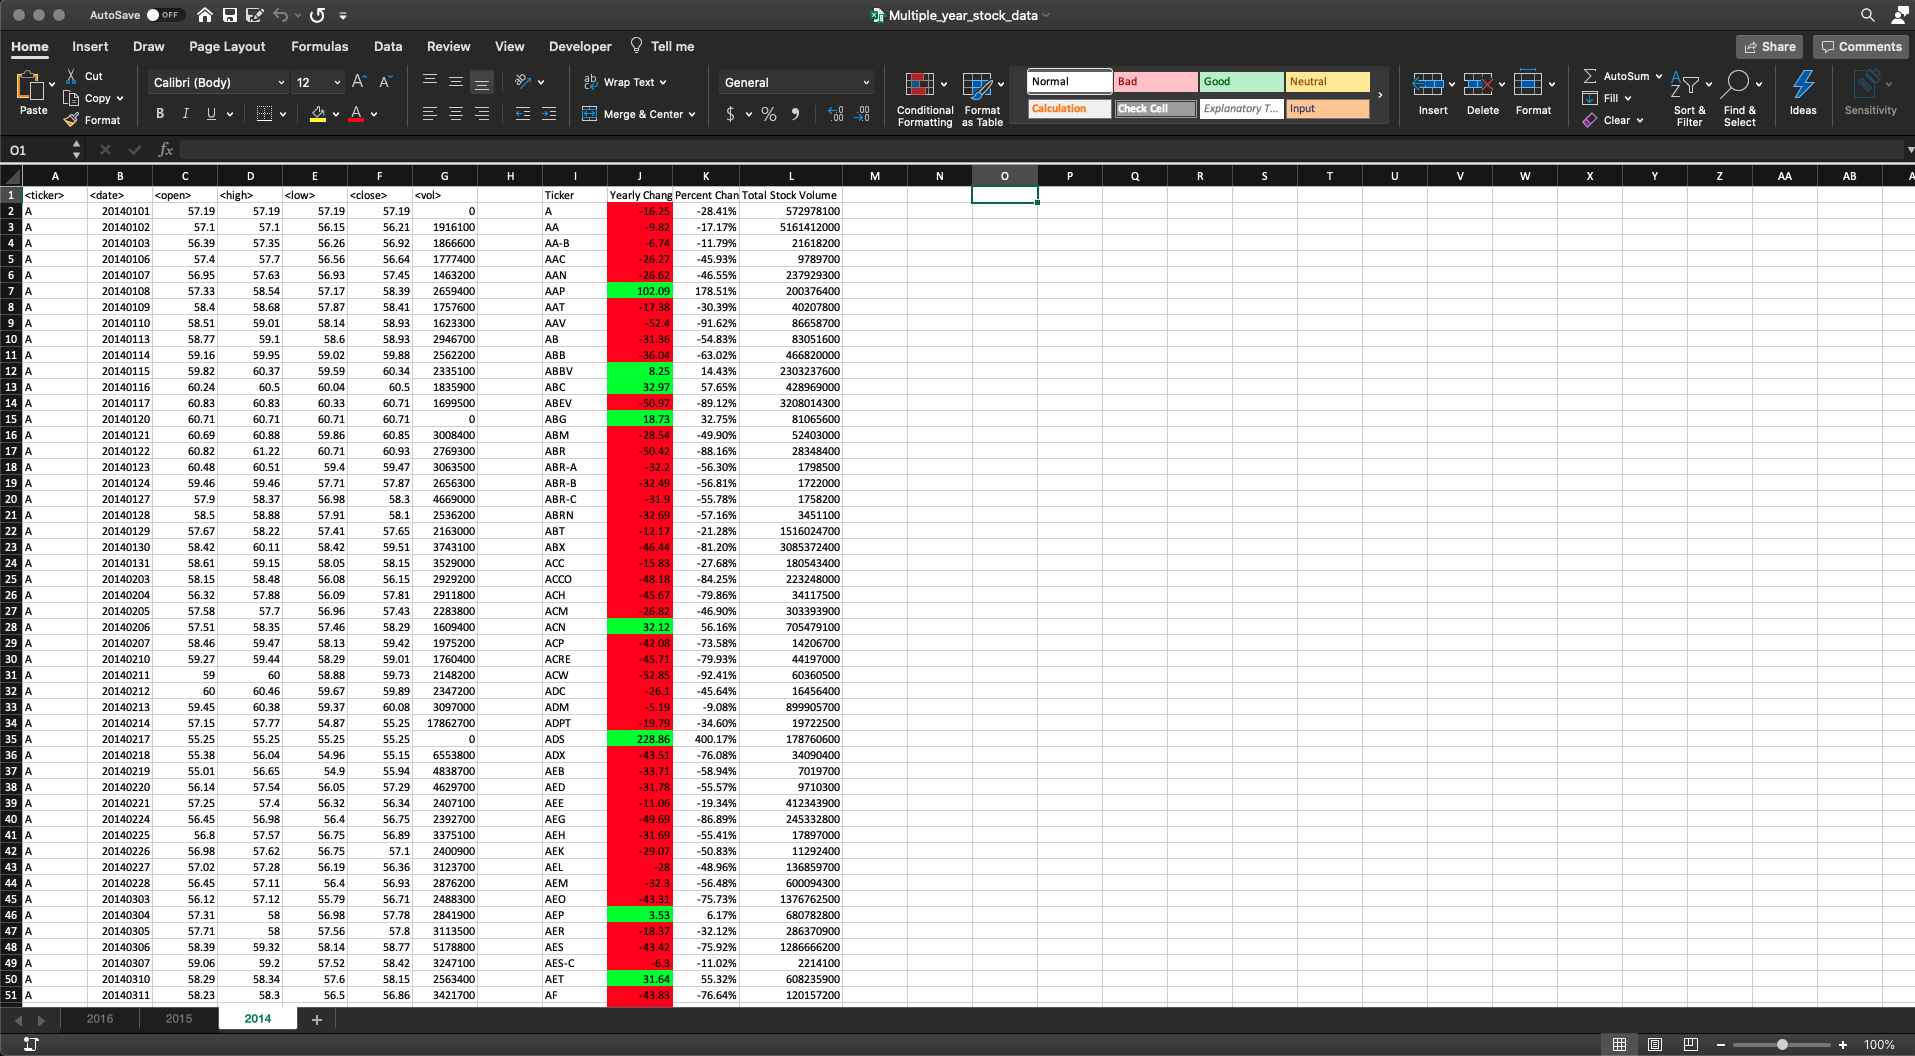 AutoSave OFF Multiple_year_stock_data
Home Insert Draw Page Layout Formulas Data Review View Developer Tell me Share Comments
Cut Calibri (Body) 12 Wrap Text General Normal Bad Good Neutral AutoSum
Paste Copy Fill
Format B I U Merge & Center $ % Conditional Formatting Format as Table Calculation Check Cell Explanatory T... Input Insert Delete Format Clear Sort & Filter Find & Select Ideas Sensitivity
O1 fx
A B C D E F G H I J K L M N O P Q R S T U V W X Y Z AA AB
1 <ticker> <date> <open> <high> <low> <close> <vol> Ticker Yearly Chang Percent Chan Total Stock Volume
2 A 20140101 57.19 57.19 57.19 57.19 0 A -16.25 -28.41% 572978100
3 A 20140102 57.1 57.1 56.15 56.21 1916100 AA -9.82 -17.17% 5161412000
4 A 20140103 56.39 57.35 56.26 56.92 1866600 AA-B -6.74 -11.79% 21618200
5 A 20140106 57.4 57.7 56.56 56.64 1777400 AAC -26.27 -45.93% 9789700
6 A 20140107 56.95 57.63 56.93 57.45 1463200 AAN -26.62 -46.55% 237929300
7 A 20140108 57.33 58.54 57.17 58.39 2659400 AAP 102.09 178.51% 200376400
8 A 20140109 58.4 58.68 57.87 58.41 1757600 AAT -17.38 -30.39% 40207800
9 A 20140110 58.51 59.01 58.14 58.93 1623300 AAV -52.4 -91.62% 86658700
10 A 20140113 58.77 59.1 58.6 58.93 2946700 AB -31.36 -54.83% 83051600
11 A 20140114 59.16 59.95 59.02 59.88 2562200 ABB -36.04 -63.02% 466820000
12 A 20140115 59.82 60.37 59.59 60.34 2335100 ABBV 8.25 14.43% 2303237600
13 A 20140116 60.24 60.5 60.04 60.5 1835900 ABC 32.97 57.65% 428969000
14 A 20140117 60.83 60.83 60.33 60.71 1699500 ABEV -50.97 -89.12% 3208014300
15 A 20140120 60.71 60.71 60.71 60.71 0 ABG 18.73 32.75% 81065600
16 A 20140121 60.69 60.88 59.86 60.85 3008400 ABM -28.54 -49.90% 52403000
17 A 20140122 60.82 61.22 60.71 60.93 2769300 ABR -50.42 -88.16% 28348400
18 A 20140123 60.48 60.51 59.4 59.47 3063500 ABR-A -32.2 -56.30% 1798500
19 A 20140124 59.46 59.46 57.71 57.87 2656300 ABR-B -32.49 -56.81% 1722000
20 A 20140127 57.9 58.37 56.98 58.3 4669000 ABR-C -31.9 -55.78% 1758200
21 A 20140128 58.5 58.88 57.91 58.1 2536200 ABRN -32.69 -57.16% 3451100
22 A 20140129 57.67 58.22 57.41 57.65 2163000 ABT -12.17 -21.28% 1516024700
23 A 20140130 58.42 60.11 58.42 59.51 3743100 ABX -46.44 -81.20% 3085372400
24 A 20140131 58.61 59.15 58.05 58.15 3529000 ACC -15.83 -27.68% 180543400
25 A 20140203 58.15 58.48 56.08 56.15 2929200 ACCO -48.18 -84.25% 223248000
26 A 20140204 56.32 57.88 56.09 57.81 2911800 ACH -45.67 -79.86% 34117500
27 A 20140205 57.58 57.7 56.96 57.43 2283800 ACM -26.82 -46.90% 303393900
28 A 20140206 57.51 58.35 57.46 58.29 1609400 ACN 32.12 56.16% 705479100
29 A 20140207 58.46 59.47 58.13 59.42 1975200 ACP -42.08 -73.58% 14206700
30 A 20140210 59.27 59.44 58.29 59.01 1760400 ACRE -45.71 -79.93% 44197000
31 A 20140211 59 60 58.88 59.73 2148200 ACW -52.85 -92.41% 60360500
32 A 20140212 60 60.46 59.67 59.89 2347200 ADC -26.1 -45.64% 16456400
33 A 20140213 59.45 60.38 59.37 60.08 3097000 ADM -5.19 -9.08% 899905700
34 A 20140214 57.15 57.77 54.87 55.25 17862700 ADPT -19.79 -34.60% 19722500
35 A 20140217 55.25 55.25 55.25 55.25 0 ADS 228.86 400.17% 178760600
36 A 20140218 55.38 56.04 54.96 55.15 6553800 ADX -43.51 -76.08% 34090400
37 A 20140219 55.01 56.65 54.9 55.94 4838700 AEB -33.71 -58.94% 7019700
38 A 20140220 56.14 57.54 56.05 57.29 4629700 AED -31.78 -55.57% 9710300
39 A 20140221 57.25 57.4 56.32 56.34 2407100 AEE -11.06 -19.34% 412343900
40 A 20140224 56.45 56.98 56.4 56.75 2392700 AEG -49.69 -86.89% 245332800
41 A 20140225 56.8 57.57 56.75 56.89 3375100 AEH -31.69 -55.41% 17897000
42 A 20140226 56.98 57.62 56.75 57.1 2400900 AEK -29.07 -50.83% 11292400
43 A 20140227 57.02 57.28 56.19 56.36 3123700 AEL -28 -48.96% 136859700
44 A 20140228 56.45 57.11 56.4 56.93 2876200 AEM -32.3 -56.48% 600094300
45 A 20140303 56.12 57.12 55.79 56.71 2488300 AEO -43.31 -75.73% 1376762500
46 A 20140304 57.31 58 56.98 57.78 2841900 AEP 3.53 6.17% 680782800
47 A 20140305 57.71 58 57.56 57.8 3113500 AER -18.37 -32.12% 286370900
48 A 20140306 58.39 59.32 58.14 58.77 5178800 AES -43.42 -75.92% 1286666200
49 A 20140307 59.06 59.2 57.52 58.42 3247100 AES-C -6.3 -11.02% 2214100
50 A 20140310 58.29 58.34 57.6 58.15 2563400 AET 31.64 55.32% 608235900
51 A 20140311 58.23 58.3 56.5 56.86 3421700 AF -43.83 -76.64% 120157200
2016 2015 2014 +
100%